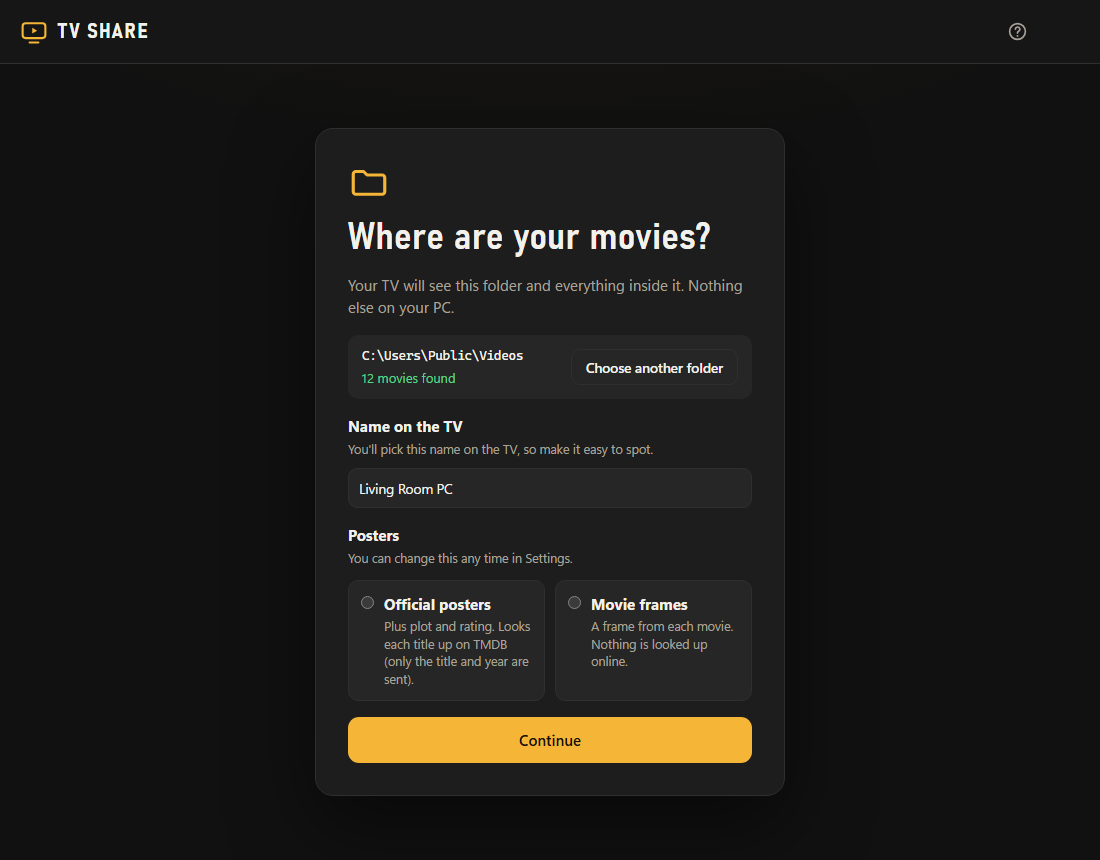 TV SHARE
Where are your movies?
Your TV will see this folder and everything inside it. Nothing
else on your PC.
C:\Users\Public\Videos
12 movies found
Choose another folder
Name on the TV
You'll pick this name on the TV, so make it easy to spot.
Living Room PC
Posters
You can change this any time in Settings.
Official posters
Plus plot and rating. Looks
each title up on TMDB
(only the title and year are
sent).
Movie frames
A frame from each movie.
Nothing is looked up
online.
Continue